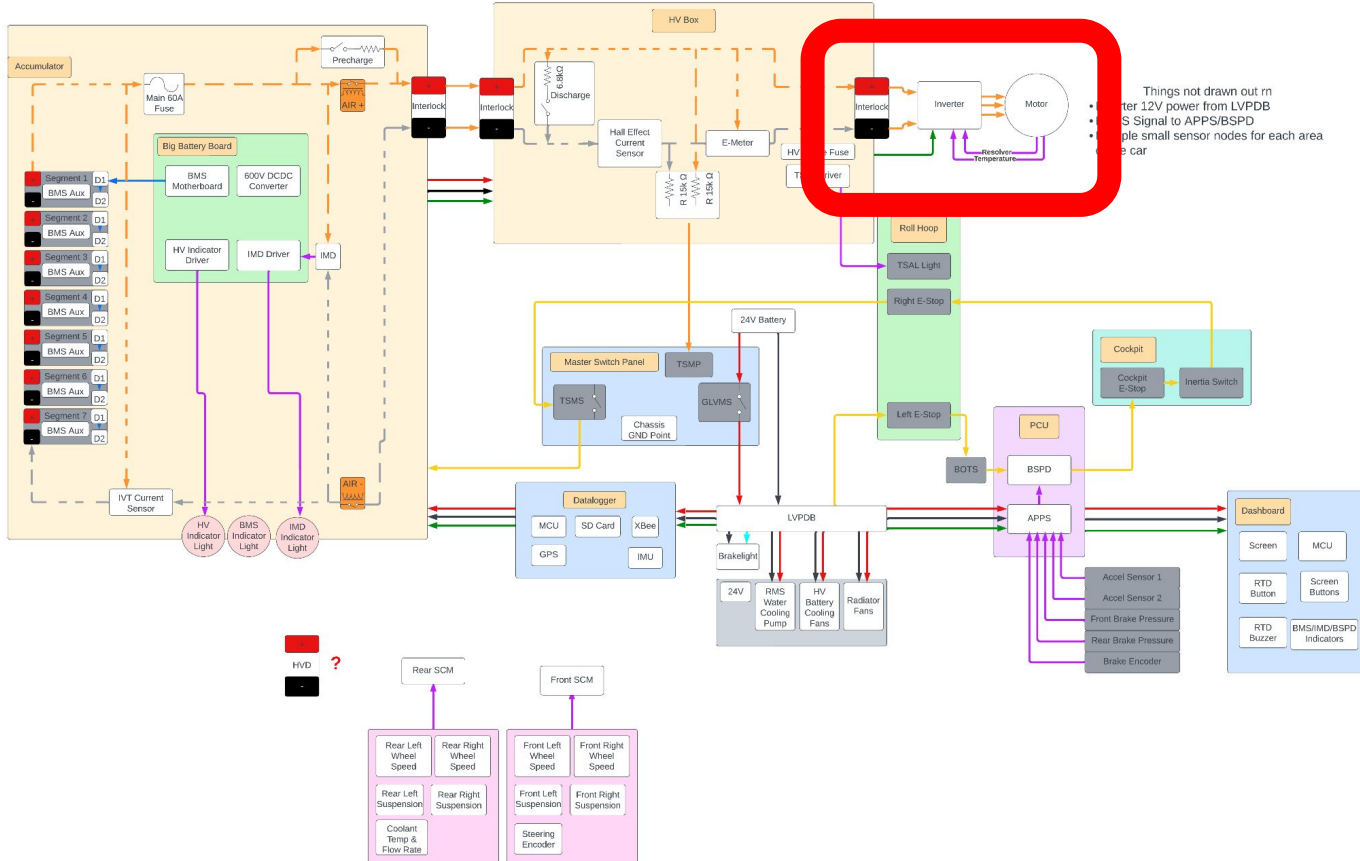 Accumulator
Precharge
Main 60A
Fuse
AIR +
+
Interlock
-
Big Battery Board
BMS
Motherboard
600V DCDC
Converter
HV Indicator
Driver
IMD Driver
IMD
+
Segment 1
D1
-
BMS Aux
D2
+
Segment 2
D1
-
BMS Aux
D2
+
Segment 3
D1
-
BMS Aux
D2
+
Segment 4
D1
-
BMS Aux
D2
+
Segment 5
D1
-
BMS Aux
D2
+
Segment 6
D1
-
BMS Aux
D2
+
Segment 7
D1
-
BMS Aux
D2
IVT Current
Sensor
AIR -
HV
Indicator
Light
BMS
Indicator
Light
IMD
Indicator
Light
HV Box
+
Interlock
-
6.8kΩ
Discharge
Hall Effect
Current
Sensor
E-Meter
R 15k Ω
R 15k Ω
HV
Fuse
+
Interlock
-
Inverter
Motor
Resolver
Temperature
Things not drawn out rn
• 12V power from LVPDB
• Signal to APPS/BSPD
• small sensor nodes for each area
car
Roll Hoop
TSAL Light
Right E-Stop
Left E-Stop
24V Battery
Master Switch Panel
TSMP
TSMS
GLVMS
Chassis
GND Point
Cockpit
Cockpit
E-Stop
Inertia Switch
PCU
BOTS
BSPD
APPS
Datalogger
MCU
SD Card
XBee
GPS
IMU
LVPDB
Brakelight
24V
RMS
Water
Cooling
Pump
HV
Battery
Cooling
Fans
Radiator
Fans
Accel Sensor 1
Accel Sensor 2
Front Brake Pressure
Rear Brake Pressure
Brake Encoder
Dashboard
Screen
MCU
RTD
Button
Screen
Buttons
RTD
Buzzer
BMS/IMD/BSPD
Indicators
+
HVD
-
?
Rear SCM
Front SCM
Rear Left
Wheel
Speed
Rear Right
Wheel
Speed
Rear Left
Suspension
Rear Right
Suspension
Coolant
Temp &
Flow Rate
Front Left
Wheel
Speed
Front Right
Wheel
Speed
Front Left
Suspension
Front Right
Suspension
Steering
Encoder